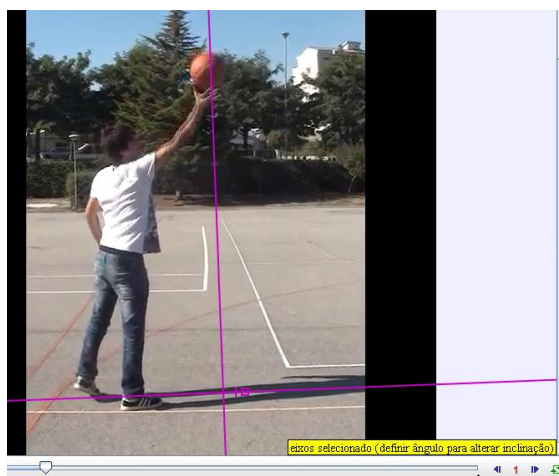 eixos selecionado (definir ângulo para alterar inclinação)
1